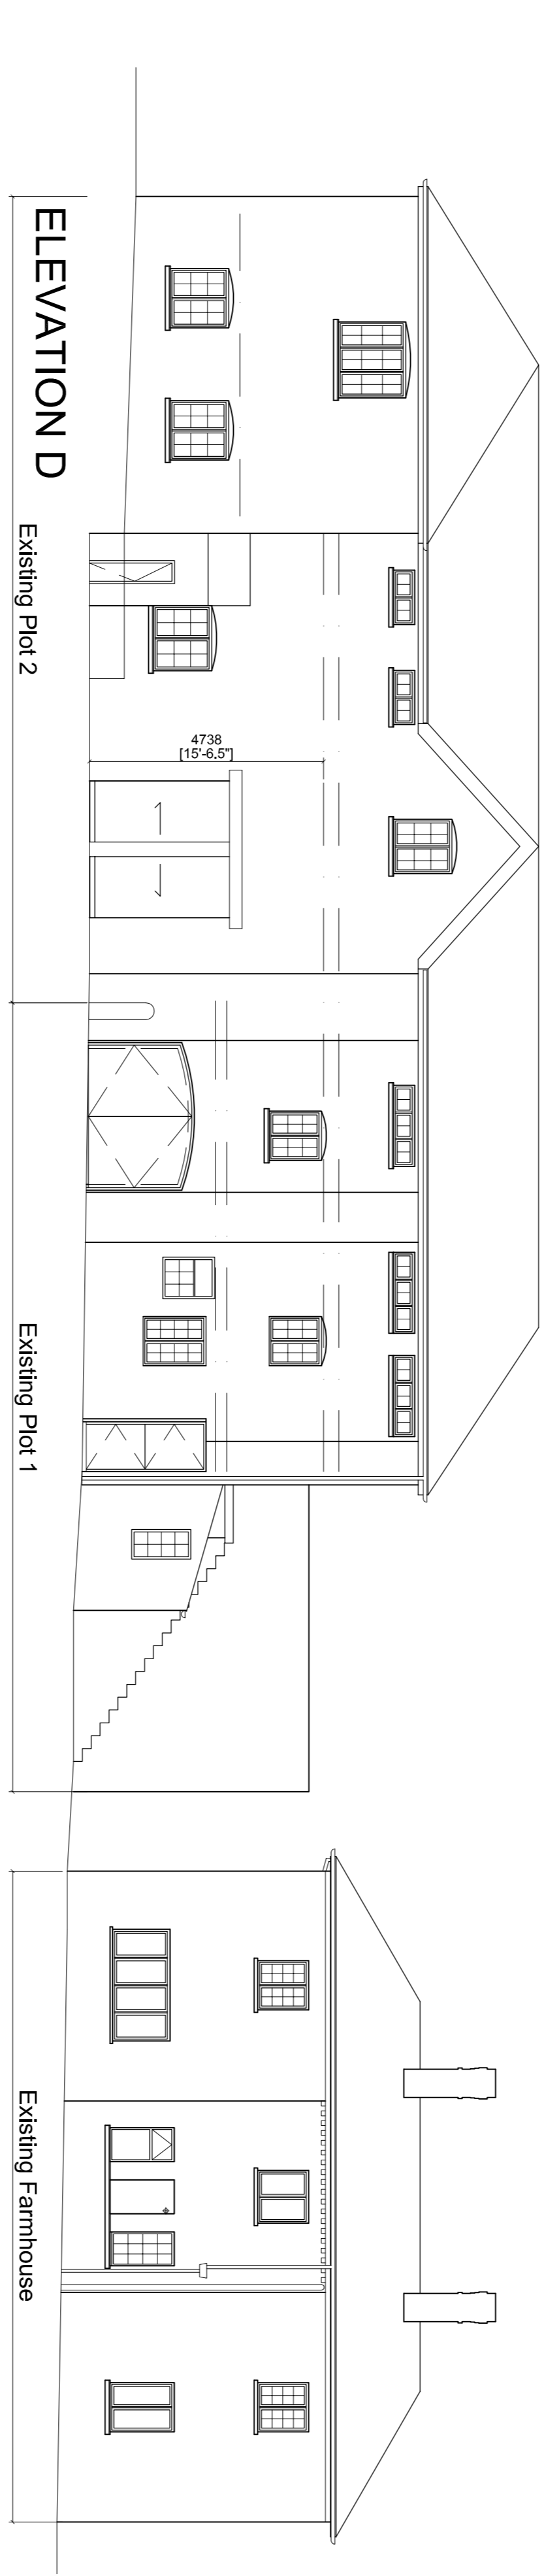 ELEVATION D
Existing Plot 2
4738
[15'-6.5"]
Existing Plot 1
Existing Farmhouse